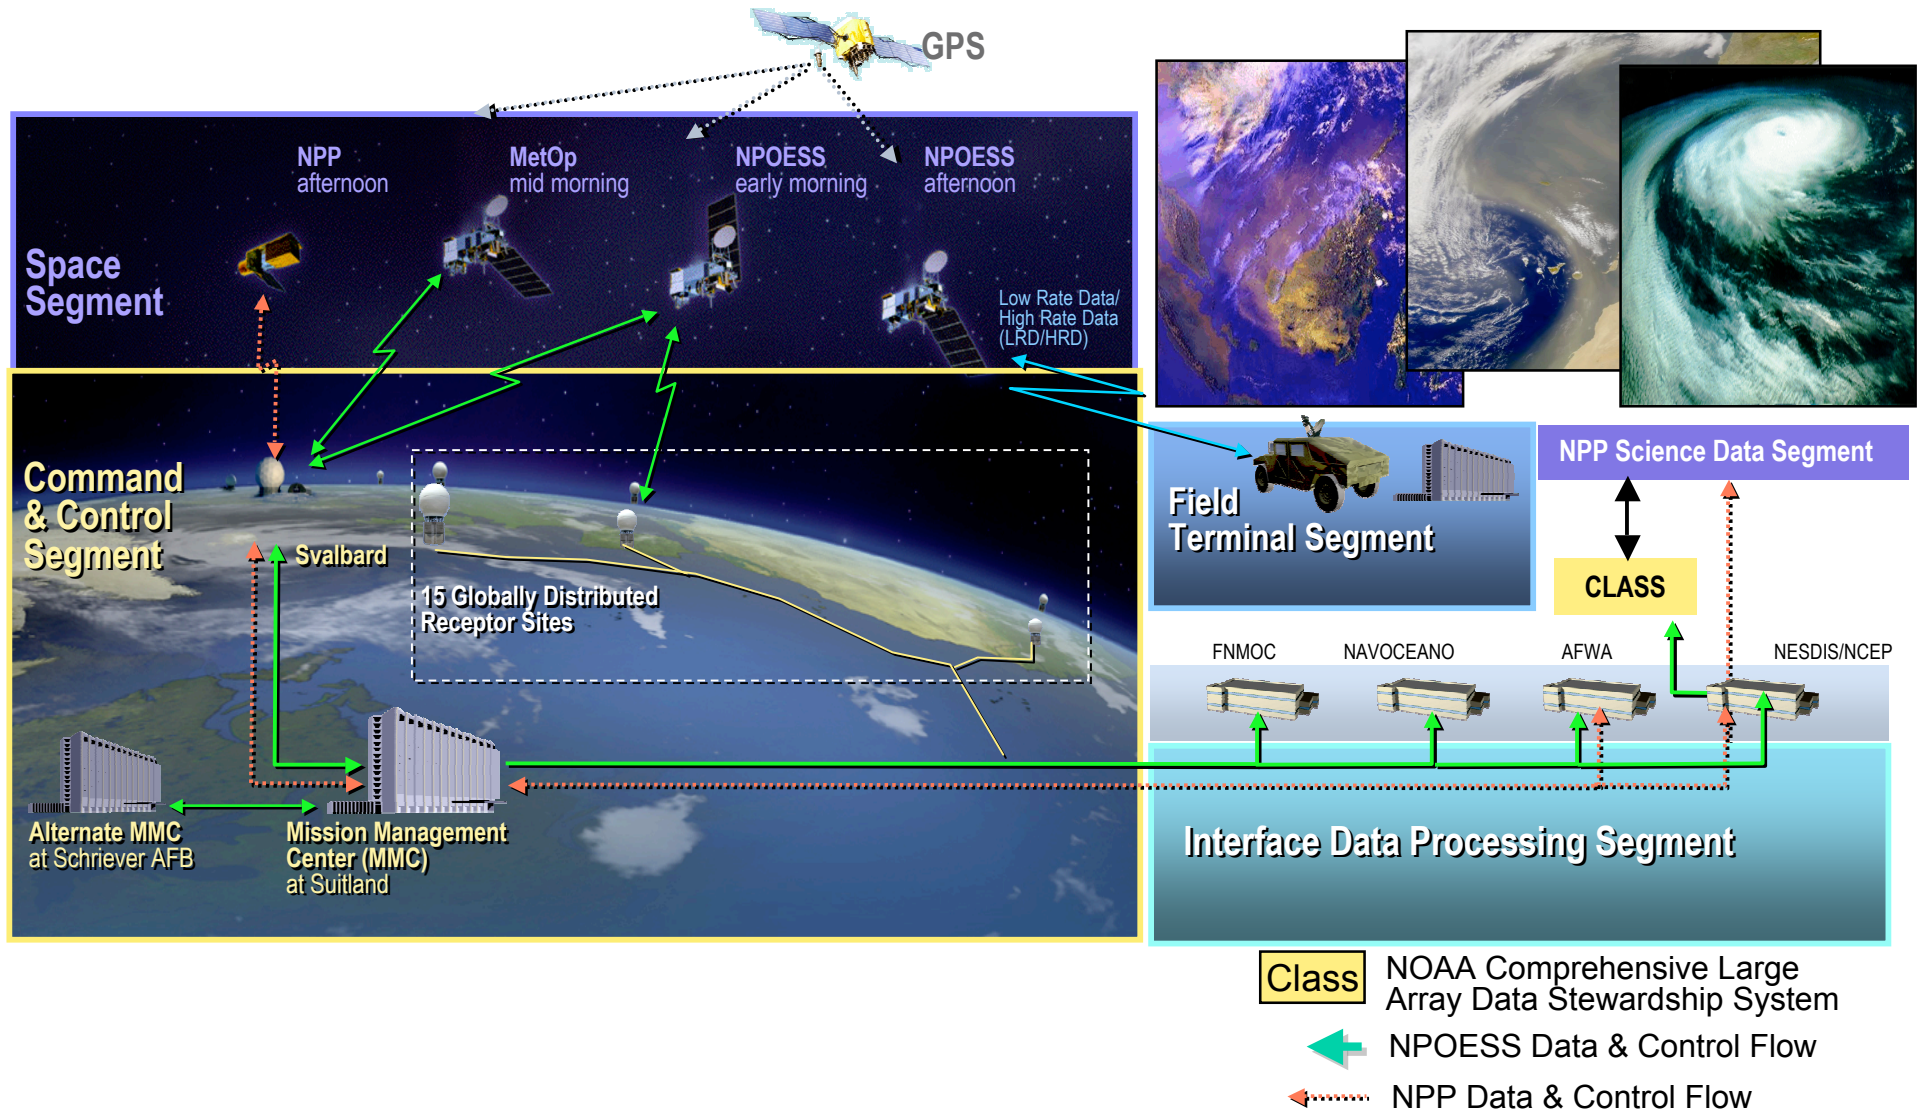 GPS
NPP
afternoon
MetOp
mid morning
NPOESS
early morning
NPOESS
afternoon
Space
Segment
Low Rate Data/
High Rate Data
(LRD/HRD)
Command
& Control
Segment
Svalbard
15 Globally Distributed
Receptor Sites
Alternate MMC
at Schriever AFB
Mission Management
Center (MMC)
at Suitland
Field
Terminal Segment
NPP Science Data Segment
CLASS
FNMOC
NAVOCEANO
AFWA
NESDIS/NCEP
Interface Data Processing Segment
Class
NOAA Comprehensive Large
Array Data Stewardship System
NPOESS Data & Control Flow
NPP Data & Control Flow